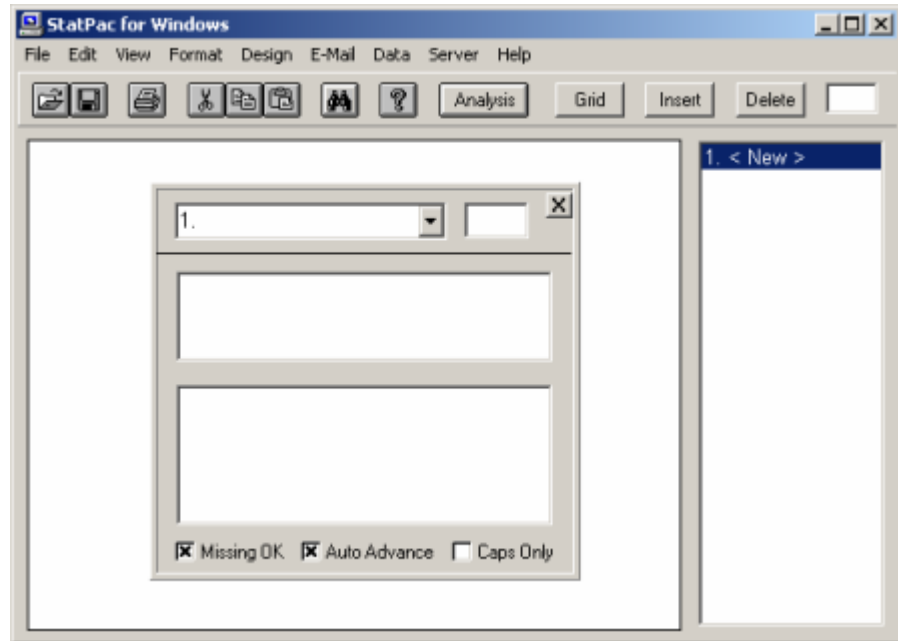 StatPac for Windows
File Edit View Format Design E-Mail Data Server Help
Analysis Grid Insert Delete
1. < New >
1.
Missing OK Auto Advance Caps Only